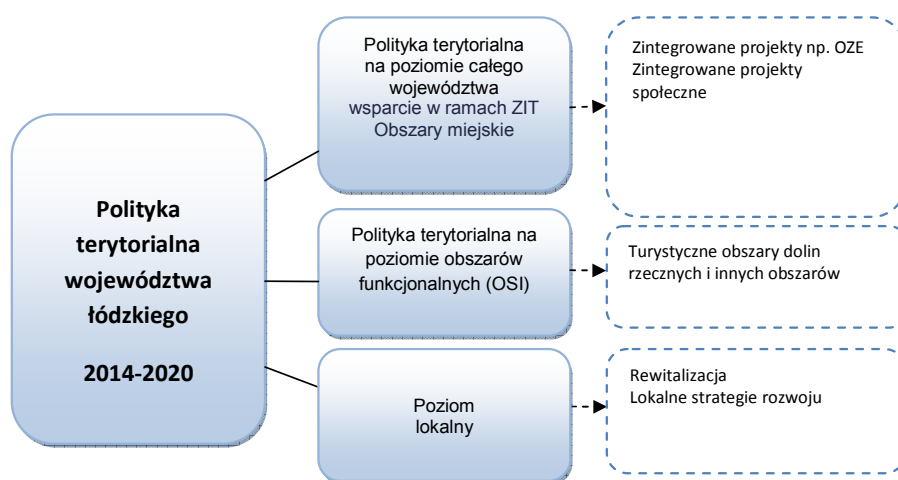 Polityka
terytorialna
województwa
łódzkiego
2014-2020
Polityka terytorialna
na poziomie całego
województwa
wsparcie w ramach ZIT
Obszary miejskie
Zintegrowane projekty np. OZE
Zintegrowane projekty
społeczne
Polityka terytorialna na
poziomie obszarów
funkcjonalnych (OSI)
Turystyczne obszary dolin
rzecznych i innych obszarów
Poziom
lokalny
Rewitalizacja
Lokalne strategie rozwoju